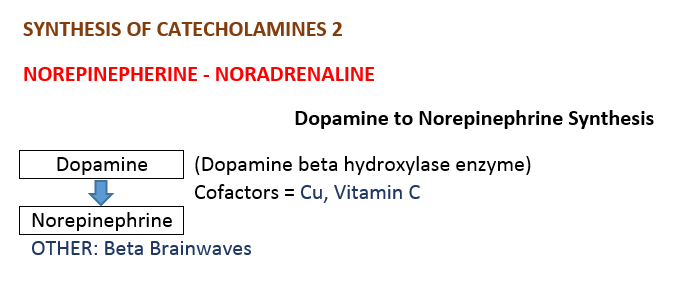 SYNTHESIS OF CATECHOLAMINES 2
NOREPINEPHERINE - NORADRENALINE
Dopamine to Norepinephrine Synthesis
Dopamine (Dopamine beta hydroxylase enzyme)
Cofactors = Cu, Vitamin C
Norepinephrine
OTHER: Beta Brainwaves